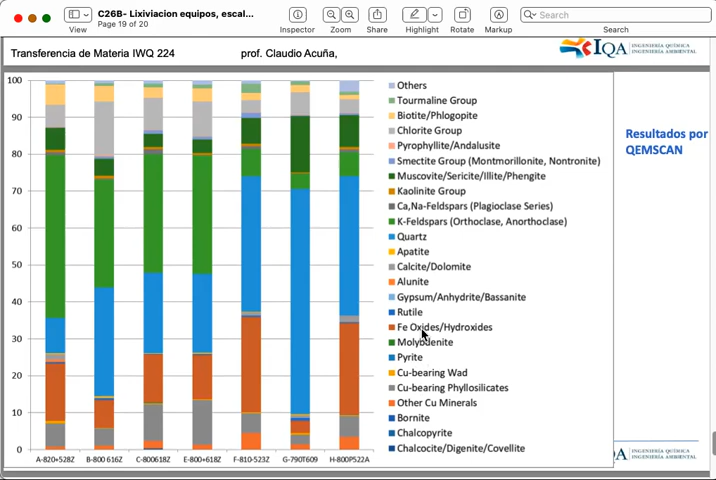 C26B- Lixiviacion equipos, escal...
Page 19 of 20
View
Inspector
Zoom
Share
Highlight
Rotate
Markup
Search
Search
Transferencia de Materia IWQ 224
prof. Claudio Acuña,
IQA
INGENIERÍA QUÍMICA
INGENIERÍA AMBIENTAL
Resultados por
QEMSCAN
100
90
80
70
60
50
40
30
20
10
0
A-820+528Z
B-800 616Z
C-800618Z
E-800+618Z
F-810-523Z
G-790T609
H-800P522A
Others
Tourmaline Group
Biotite/Phlogopite
Chlorite Group
Pyrophyllite/Andalusite
Smectite Group (Montmorillonite, Nontronite)
Muscovite/Sericite/Illite/Phengite
Kaolinite Group
Ca,Na-Feldspars (Plagioclase Series)
K-Feldspars (Orthoclase, Anorthoclase)
Quartz
Apatite
Calcite/Dolomite
Alunite
Gypsum/Anhydrite/Bassanite
Rutile
Fe Oxides/Hydroxides
Molybdenite
Pyrite
Cu-bearing Wad
Cu-bearing Phyllosilicates
Other Cu Minerals
Bornite
Chalcopyrite
Chalcocite/Digenite/Covellite
A
INGENIERÍA QUÍMICA
INGENIERÍA AMBIENTAL